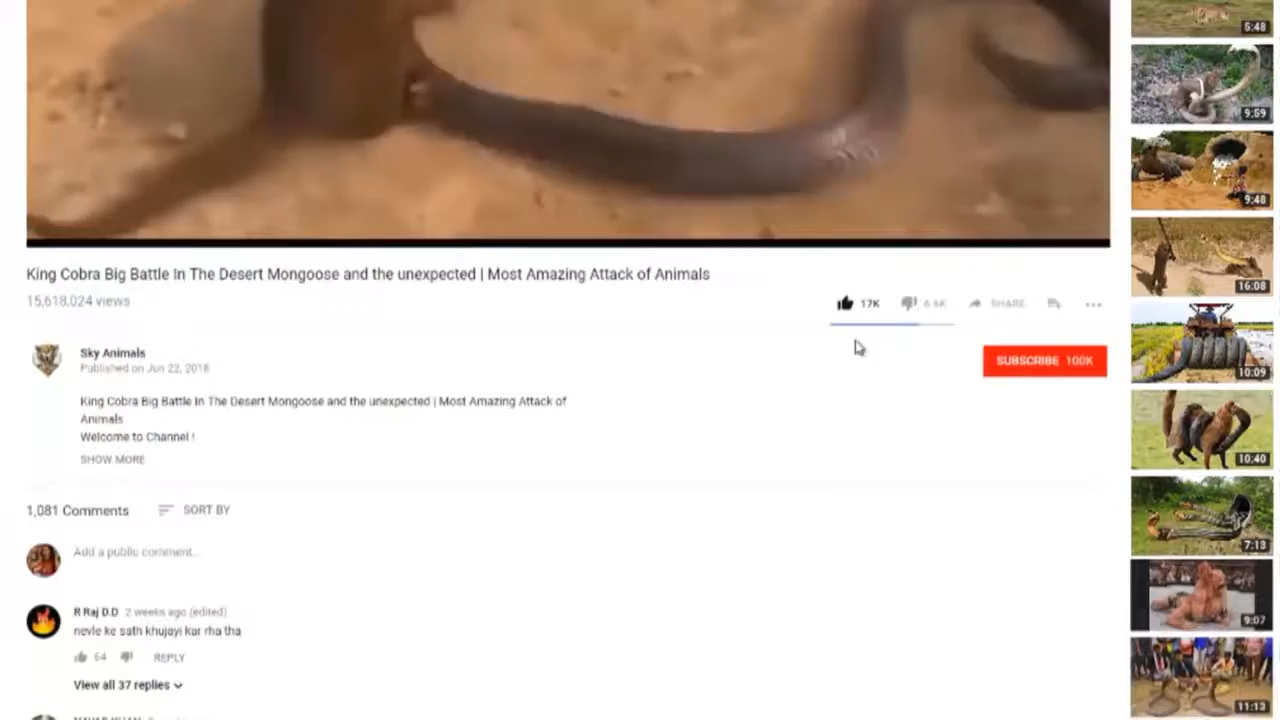 King Cobra Big Battle In The Desert Mongoose and the unexpected | Most Amazing Attack of Animals
15,618,024 views
17K
6.6K
SHARE
Sky Animals
Published on Jun 22, 2018
SUBSCRIBE 100K
King Cobra Big Battle In The Desert Mongoose and the unexpected | Most Amazing Attack of
Animals
Welcome to Channel !
SHOW MORE
1,081 Comments
SORT BY
Add a public comment...
R Raj D.D 2 weeks ago (edited)
nevle ke sath khujayi kar rha tha
64
REPLY
View all 37 replies
5:48
9:59
9:48
16:08
10:09
10:40
7:13
9:07
11:13